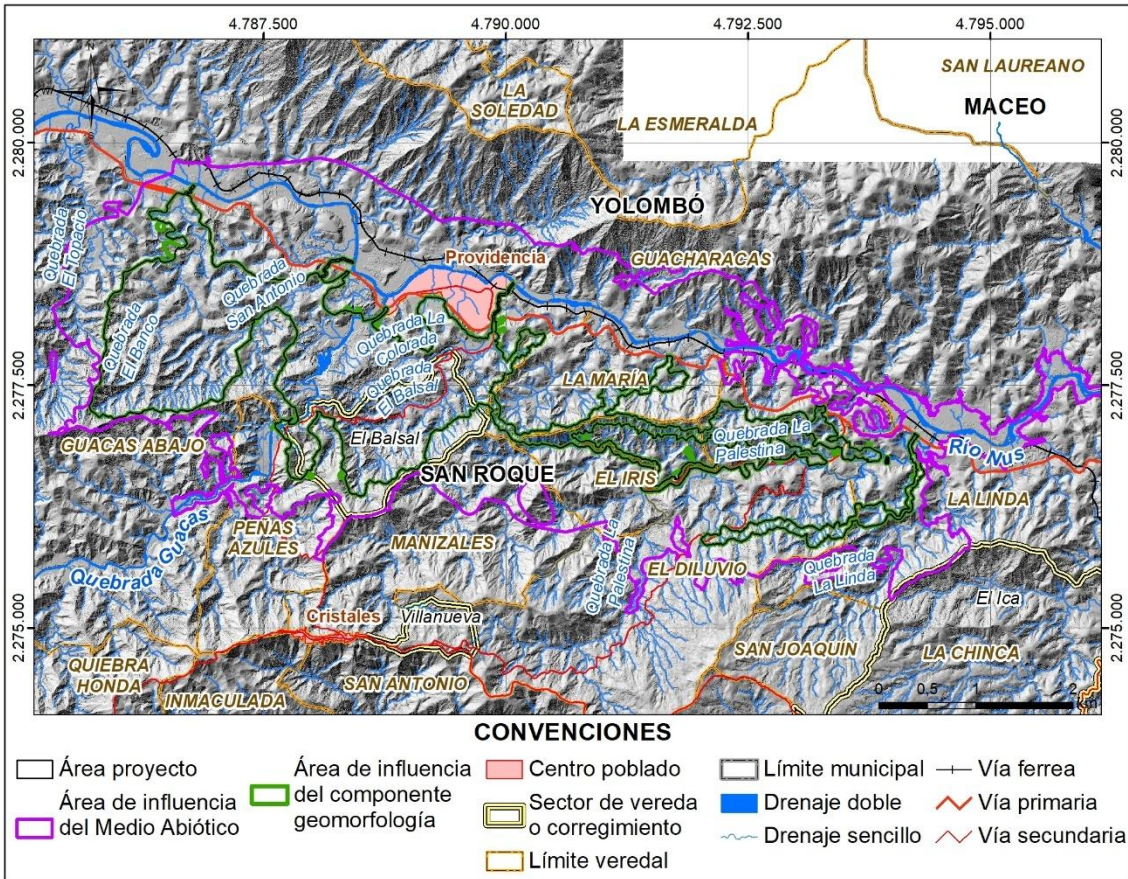 4.787.500
4.790.000
4.792.500
4.795.000
2.280.000
2.277.500
2.275.000
2.280.000
2.277.500
2.275.000
N
SAN LAUREANO
MACEO
LA ESMERALDA
LA
SOLEDAD
YOLOMBÓ
GUACHARACAS
Providencia
Quebrada
El Topacio
Quebrada
San Antonio
Quebrada
El Barco
Quebrada La
Colorada
Quebrada
El Balsal
LA MARÍA
El Balsal
Quebrada La
Palestina
GUACAS ABAJO
SAN ROQUE
EL IRIS
Río Nus
LA LINDA
PEÑAS
AZULES
MANIZALES
Quebrada Guacas
Quebrada La
Palestina
EL DILUVIO
Quebrada
La Linda
El Ica
Cristales
Villanueva
SAN JOAQUÍN
LA CHINCA
QUIEBRA
HONDA
INMACULADA
SAN ANTONIO
0 0,5 1 2
km
CONVENCIONES
Área proyecto
Área de influencia
del Medio Abiótico
Área de influencia
del componente
geomorfología
Centro poblado
Sector de vereda
o corregimiento
Límite veredal
Límite municipal
Drenaje doble
Drenaje sencillo
Vía ferrea
Vía primaria
Vía secundaria